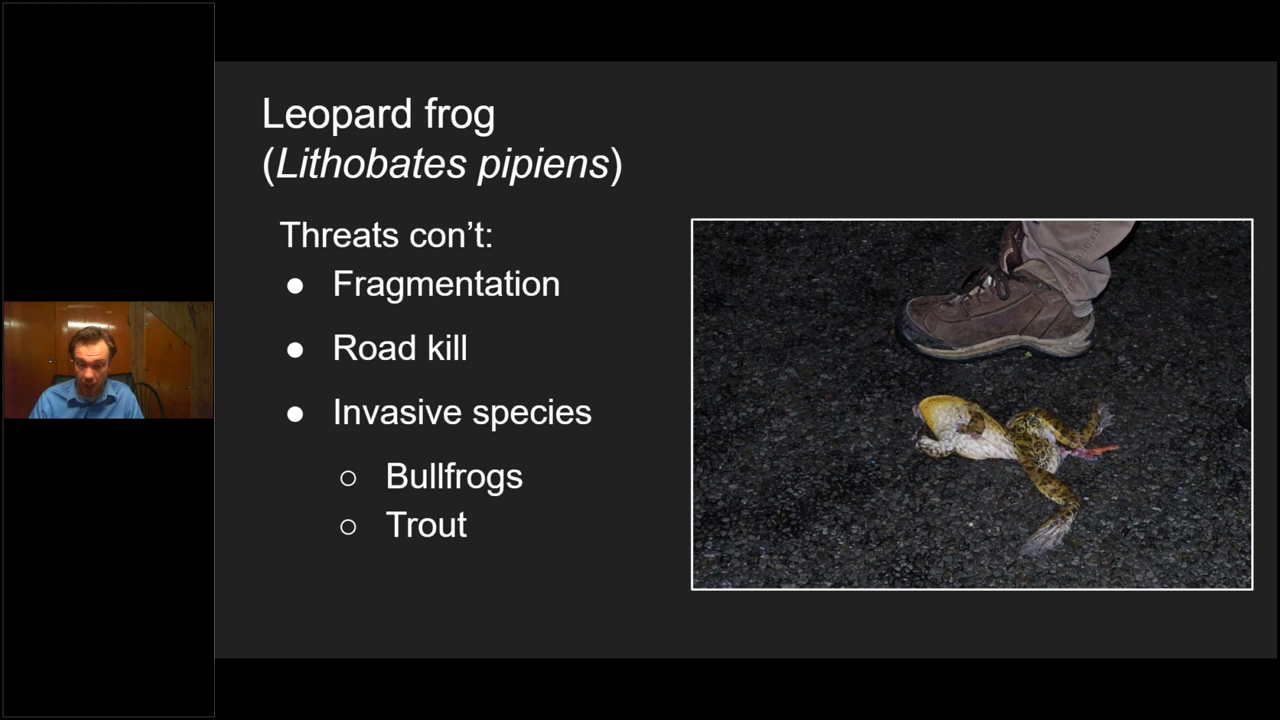 Leopard frog
(Lithobates pipiens)
Threats con’t:
● Fragmentation
● Road kill
● Invasive species
○ Bullfrogs
○ Trout